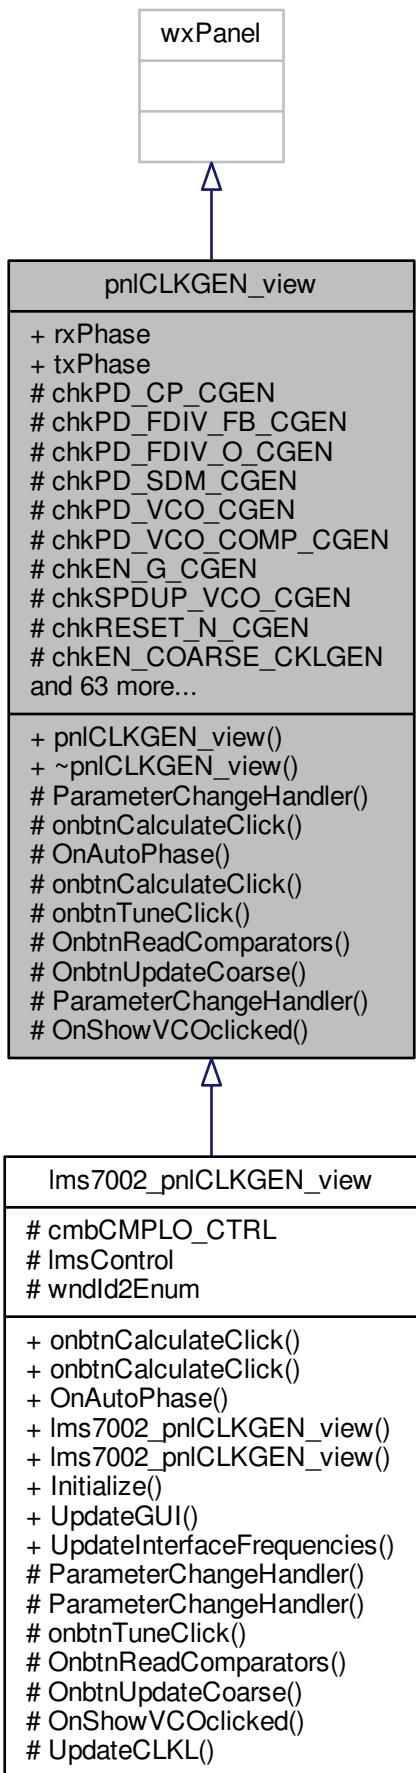 wxPanel
pnlCLKGEN_view
+ rxPhase
+ txPhase
# chkPD_CP_CGEN
# chkPD_FDIV_FB_CGEN
# chkPD_FDIV_O_CGEN
# chkPD_SDM_CGEN
# chkPD_VCO_CGEN
# chkPD_VCO_COMP_CGEN
# chkEN_G_CGEN
# chkSPDUP_VCO_CGEN
# chkRESET_N_CGEN
# chkEN_COARSE_CKLGEN
and 63 more...
+ pnlCLKGEN_view()
+ ~pnlCLKGEN_view()
# ParameterChangeHandler()
# onbtnCalculateClick()
# OnAutoPhase()
# onbtnCalculateClick()
# onbtnTuneClick()
# OnbtnReadComparators()
# OnbtnUpdateCoarse()
# ParameterChangeHandler()
# OnShowVCOclicked()
lms7002_pnlCLKGEN_view
# cmbCMPLO_CTRL
# lmsControl
# wndId2Enum
+ onbtnCalculateClick()
+ onbtnCalculateClick()
+ OnAutoPhase()
+ lms7002_pnlCLKGEN_view()
+ lms7002_pnlCLKGEN_view()
+ Initialize()
+ UpdateGUI()
+ UpdateInterfaceFrequencies()
# ParameterChangeHandler()
# ParameterChangeHandler()
# onbtnTuneClick()
# OnbtnReadComparators()
# OnbtnUpdateCoarse()
# OnShowVCOclicked()
# UpdateCLKL()